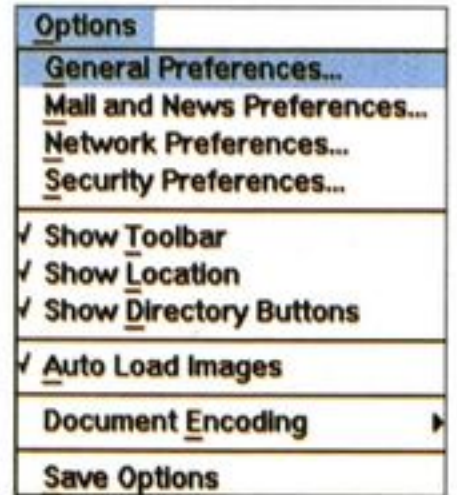 Options
General Preferences...
Mail and News Preferences...
Network Preferences...
Security Preferences...
√ Show Toolbar
√ Show Location
√ Show Directory Buttons
√ Auto Load Images
Document Encoding
Save Options